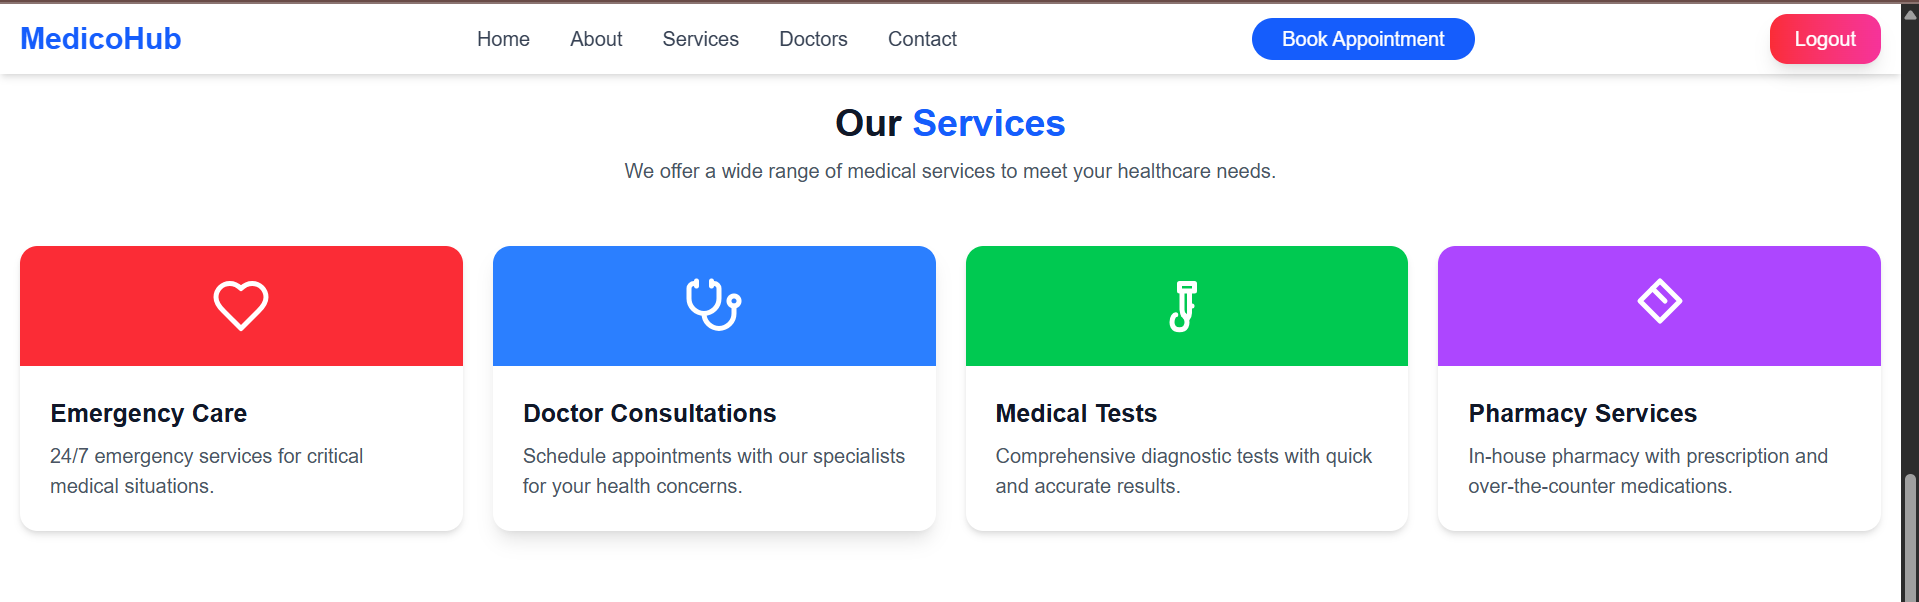 MedicoHub
Home
About
Services
Doctors
Contact
Book Appointment
Logout
Our Services
We offer a wide range of medical services to meet your healthcare needs.
Emergency Care
24/7 emergency services for critical
medical situations.
Doctor Consultations
Schedule appointments with our specialists
for your health concerns.
Medical Tests
Comprehensive diagnostic tests with quick
and accurate results.
Pharmacy Services
In-house pharmacy with prescription and
over-the-counter medications.